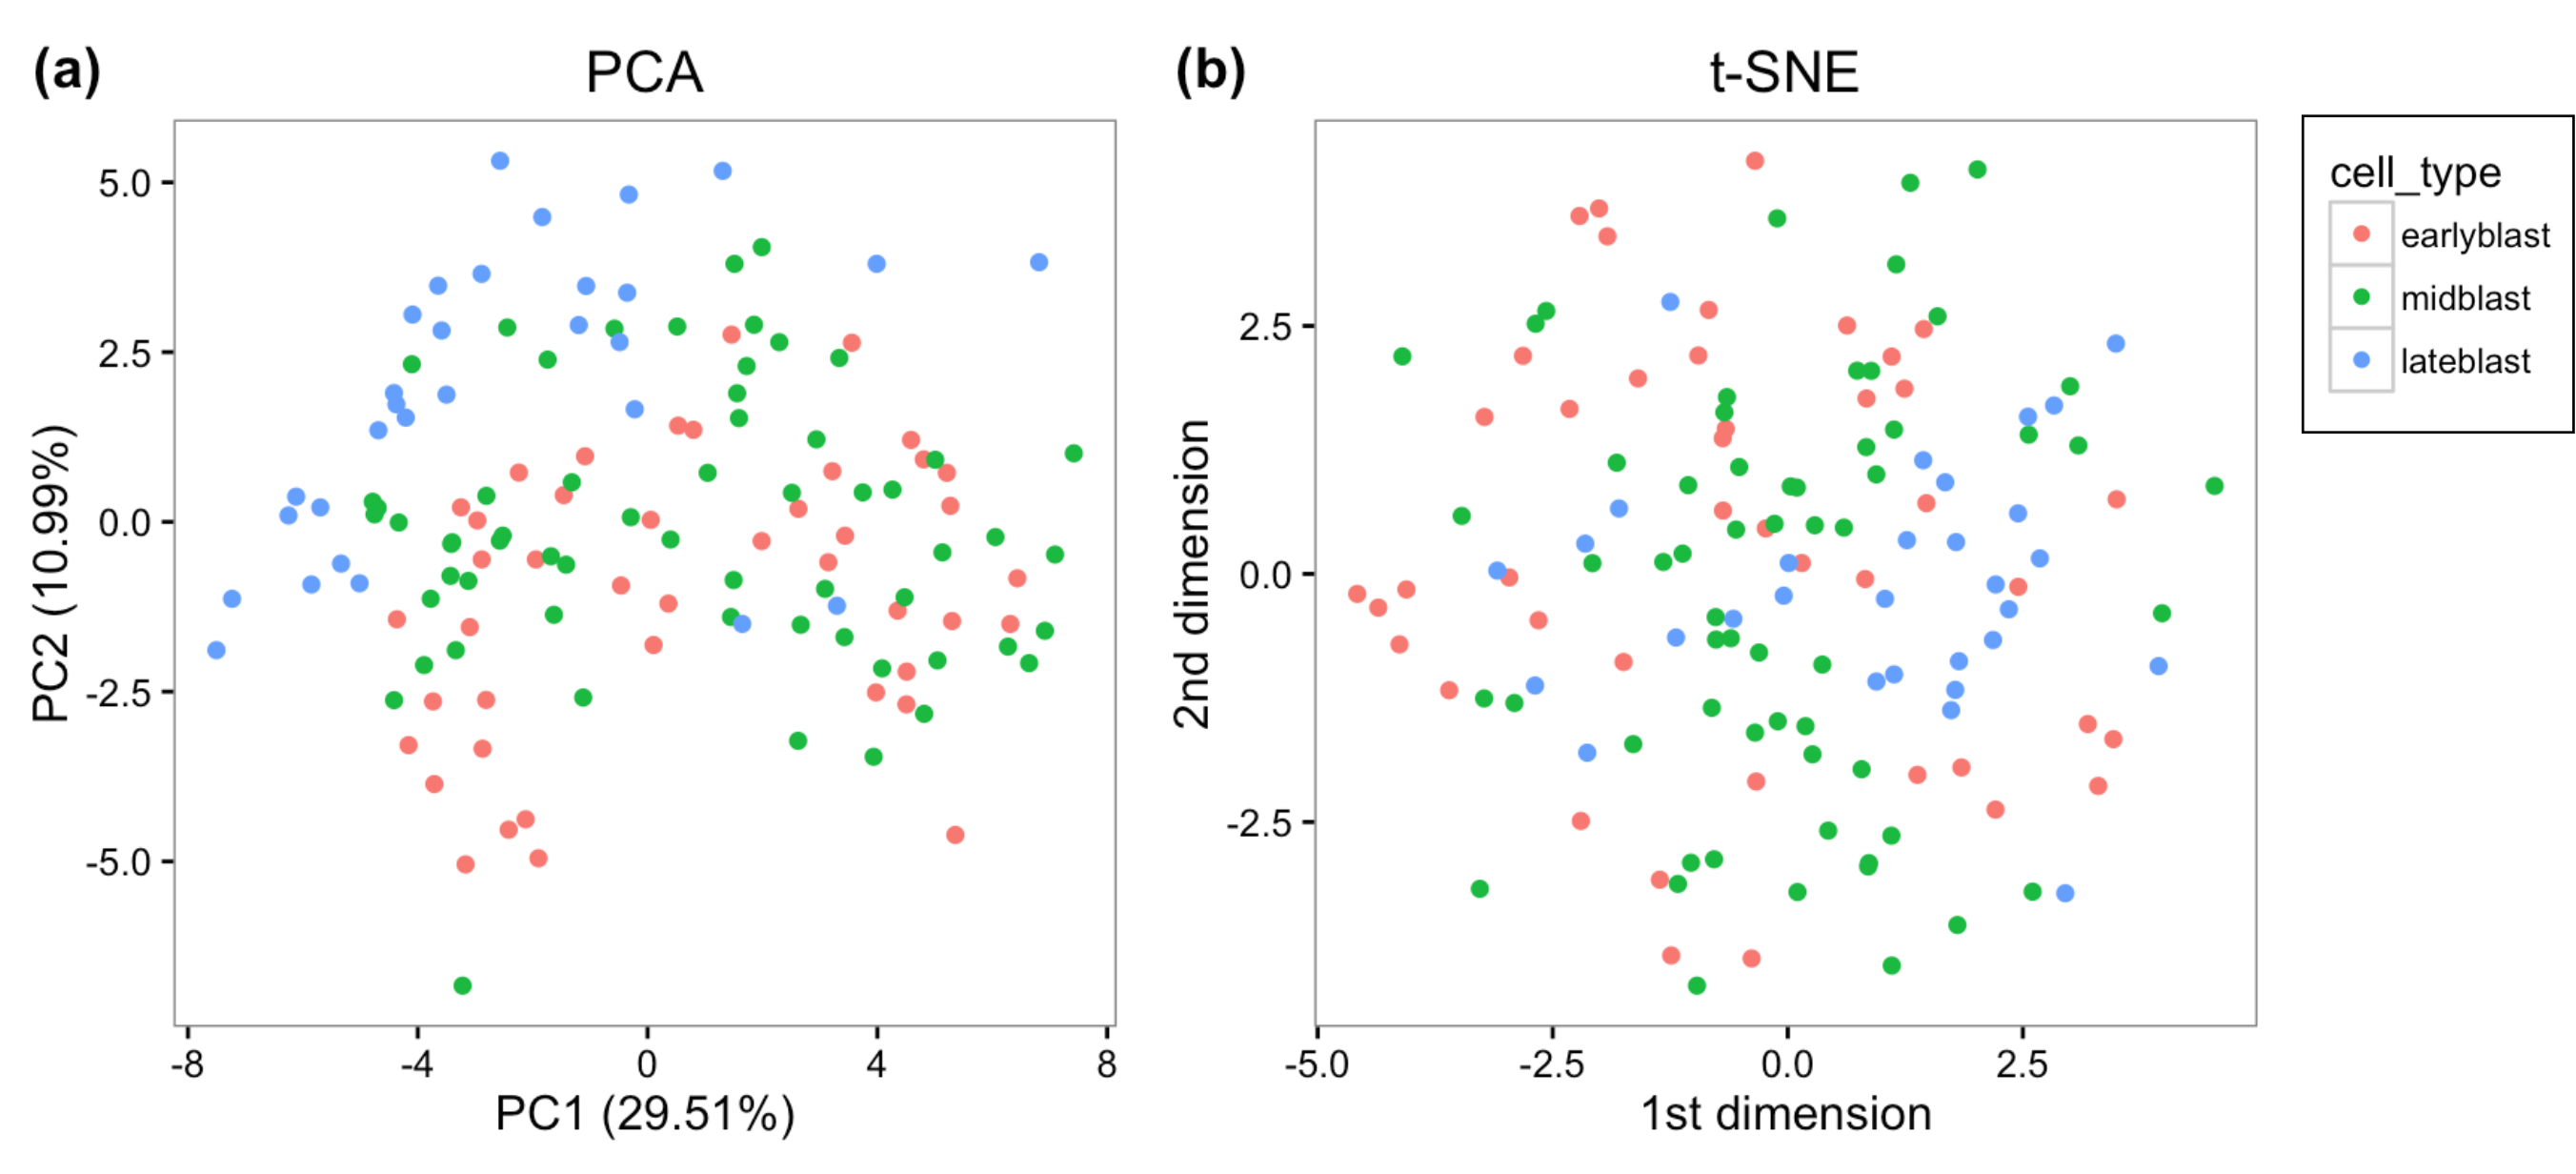 (a)
PCA
5.0
2.5
0.0
-2.5
-5.0
PC2 (10.99%)
-8 -4 0 4 8
PC1 (29.51%)
(b)
t-SNE
2.5
0.0
-2.5
2nd dimension
-5.0 -2.5 0.0 2.5
1st dimension
cell_type
earlyblast
midblast
lateblast